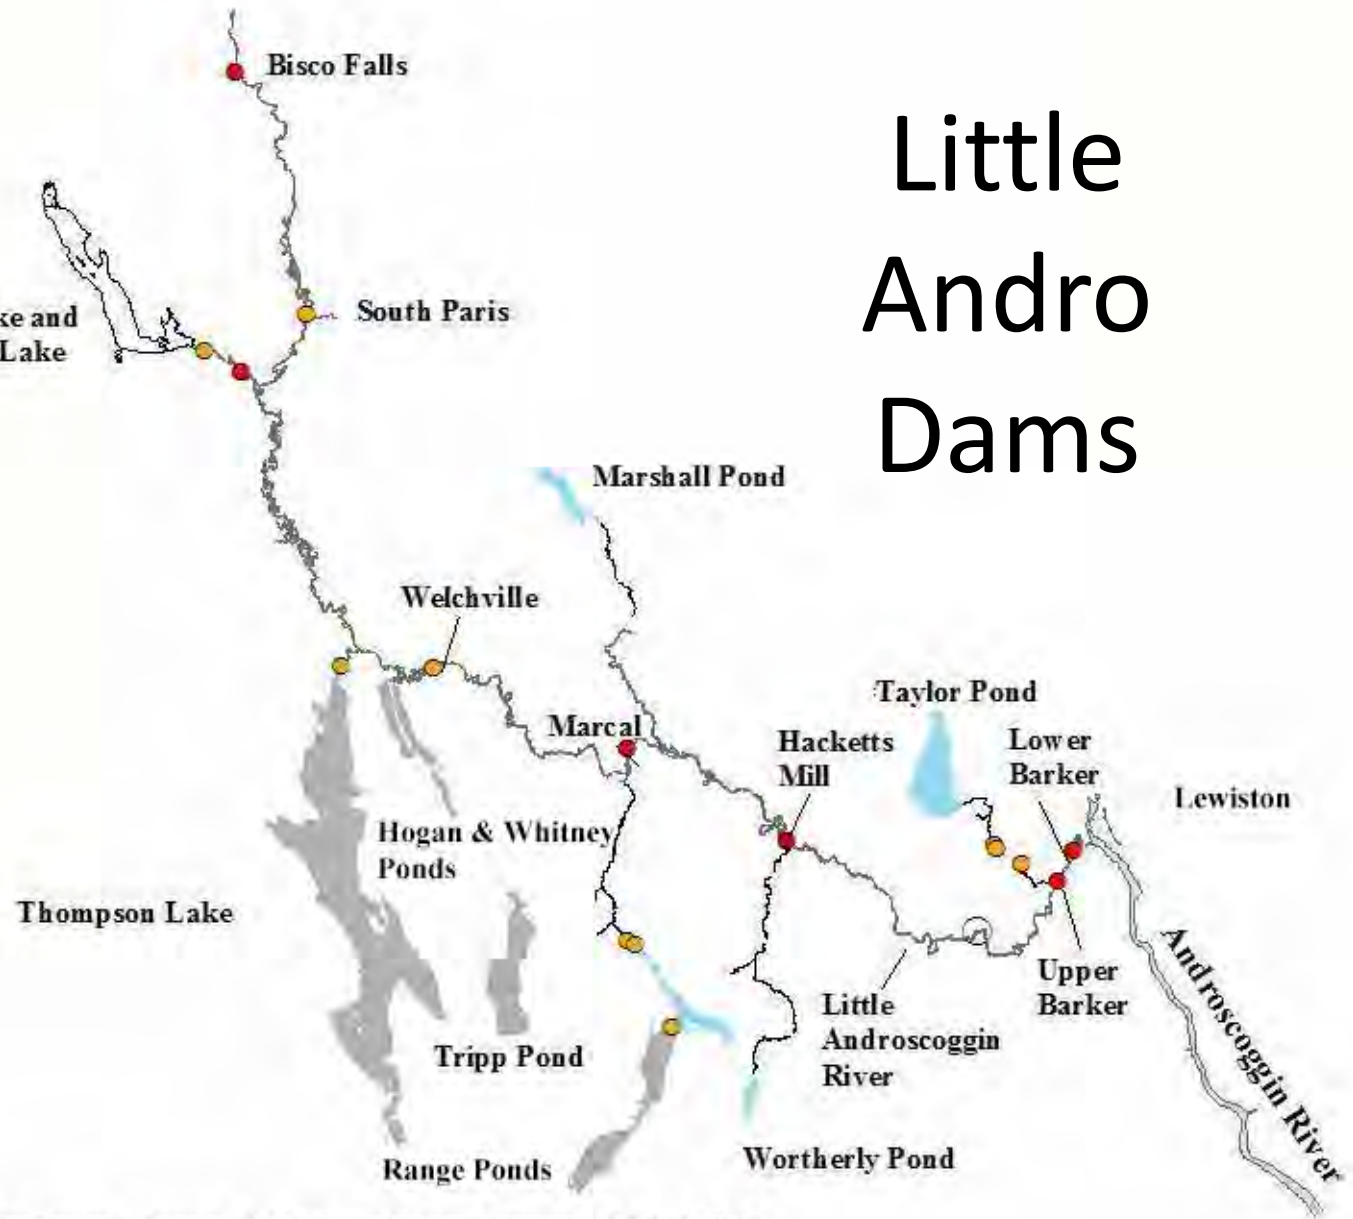 Bisco Falls
Little
Andro
Dams
South Paris
ke and
Lake
Marshall Pond
Welchville
Marcal
Hacketts
Mill
Taylor Pond
Lower
Barker
Lewiston
Hogan & Whitney
Ponds
Thompson Lake
Upper
Barker
Little
Androscoggin
River
Androscoggin River
Tripp Pond
Range Ponds
Wortherly Pond